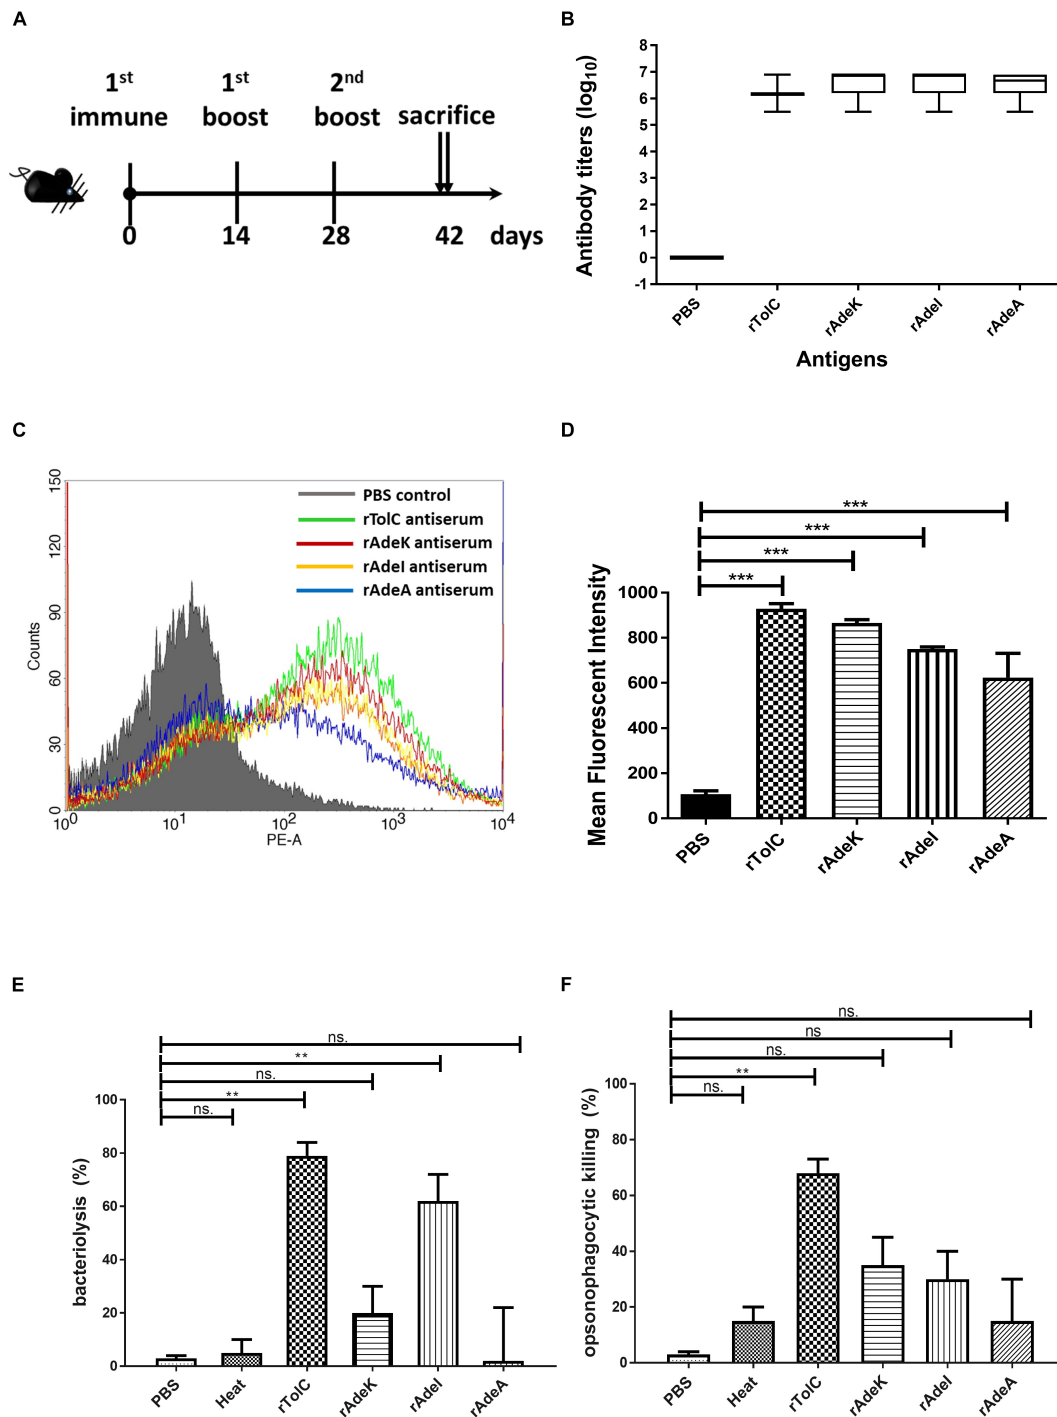 A
1st 1st 2nd
immune boost boost sacrifice
0 14 28 42 days
B
Antibody titers (log10)
8
7
6
5
4
3
2
1
0
-1
PBS rTolC rAdeK rAdeI rAdeA
Antigens
C
Counts
150
120
90
60
30
0
PBS control
rTolC antiserum
rAdeK antiserum
rAdeI antiserum
rAdeA antiserum
10^0 10^1 10^2 10^3 10^4
PE-A
D
Mean Fluorescent Intensity
***
***
***
***
1000
800
600
400
200
0
PBS rTolC rAdeK rAdeI rAdeA
E
bacteriolysis (%)
ns.
**
ns.
**
ns.
100
80
60
40
20
0
PBS Heat rTolC rAdeK rAdeI rAdeA
F
opsonophagocytic killing (%)
ns.
ns
ns.
**
ns.
100
80
60
40
20
0
PBS Heat rTolC rAdeK rAdeI rAdeA